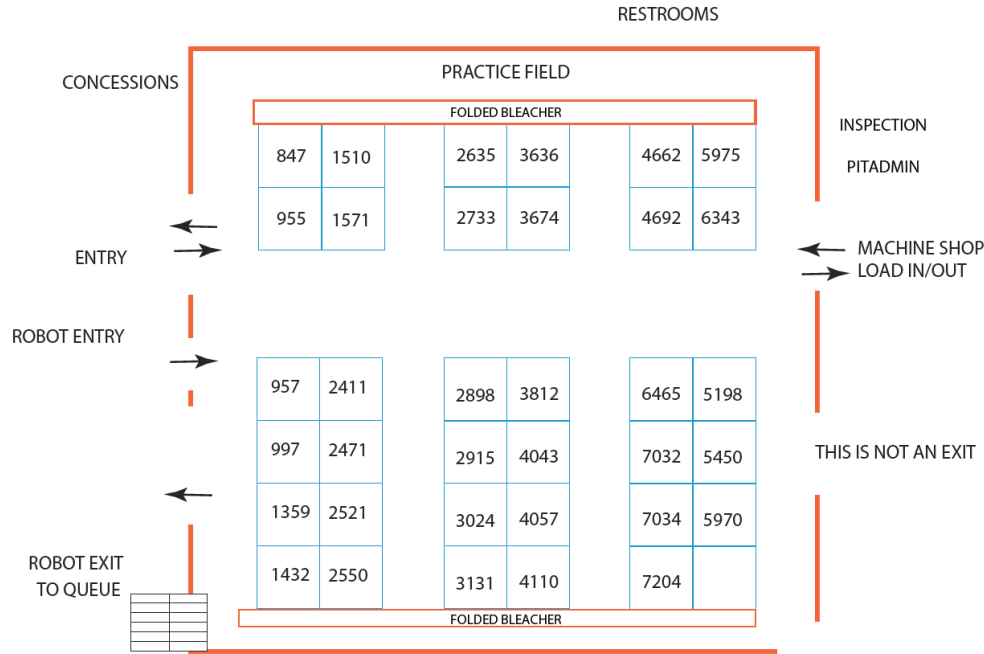 RESTROOMS
PRACTICE FIELD
CONCESSIONS
FOLDED BLEACHER
INSPECTION
PITADMIN
847 1510 2635 3636 4662 5975
955 1571 2733 3674 4692 6343
ENTRY
MACHINE SHOP
LOAD IN/OUT
ROBOT ENTRY
957 2411 2898 3812 6465 5198
997 2471 2915 4043 7032 5450
THIS IS NOT AN EXIT
1359 2521 3024 4057 7034 5970
ROBOT EXIT
TO QUEUE
1432 2550 3131 4110 7204
FOLDED BLEACHER